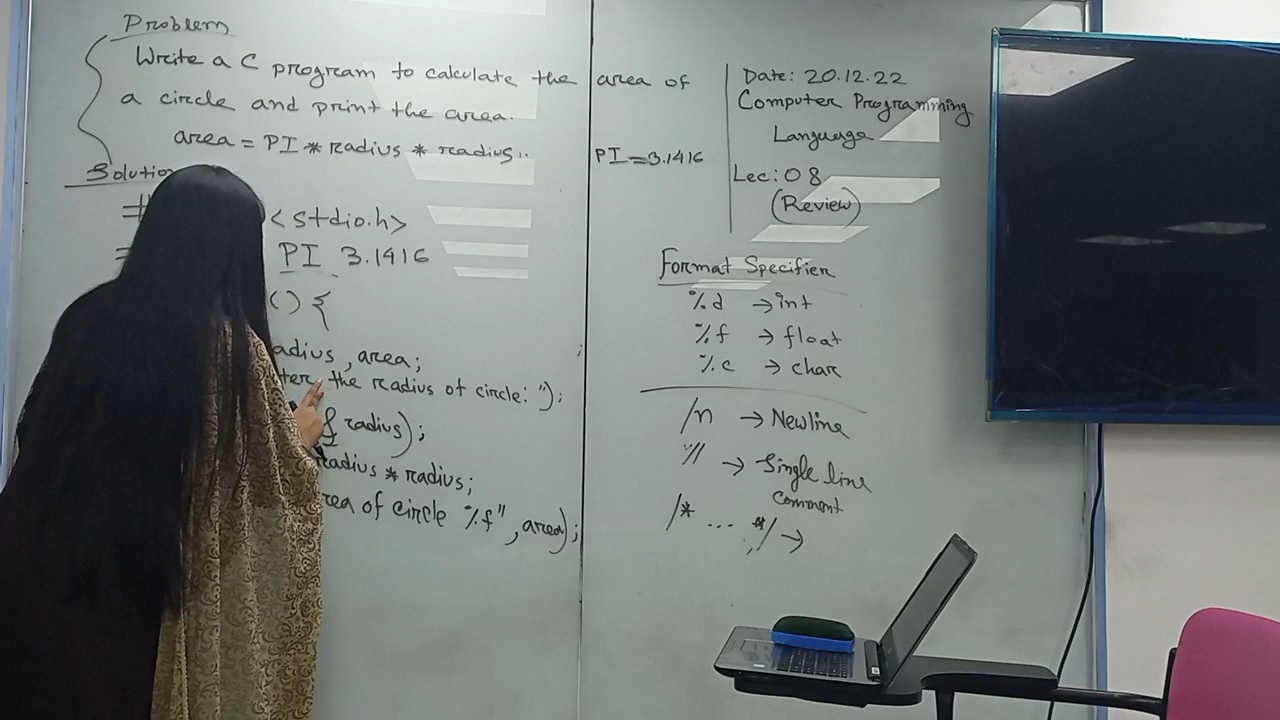 Problem
Write a C program to calculate the area of
a circle and print the area.
area = PI * radius * radius..
PI = 3.1416
Solution
<stdio.h>
PI 3.1416
() {
adius, area;
ter the radius of circle: ");
& radius);
radius * radius;
rea of circle %f", area);
Date: 20.12.22
Computer Programming
Language
Lec: 08
(Review)
Format Specifier
%d → int
%f → float
%c → char
/n → Newline
// → Single line
comment
/* ... */ →